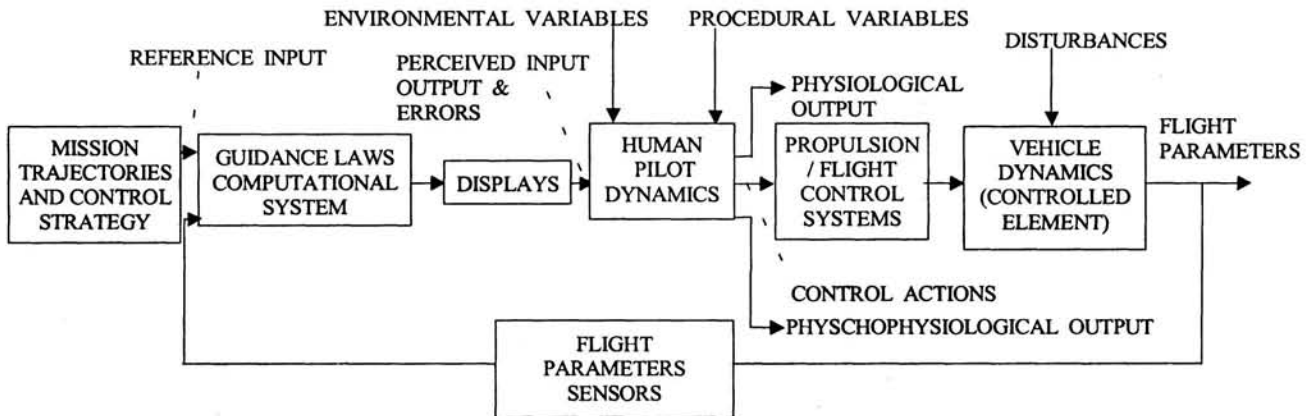 ENVIRONMENTAL VARIABLES
PROCEDURAL VARIABLES
DISTURBANCES
REFERENCE INPUT
PERCEIVED INPUT
OUTPUT &
ERRORS
PHYSIOLOGICAL
OUTPUT
FLIGHT
PARAMETERS
MISSION
TRAJECTORIES
AND CONTROL
STRATEGY
GUIDANCE LAWS
COMPUTATIONAL
SYSTEM
DISPLAYS
HUMAN
PILOT
DYNAMICS
PROPULSION
/ FLIGHT
CONTROL
SYSTEMS
VEHICLE
DYNAMICS
(CONTROLLED
ELEMENT)
CONTROL ACTIONS
PHYSCHOPHYSIOLOGICAL OUTPUT
FLIGHT
PARAMETERS
SENSORS